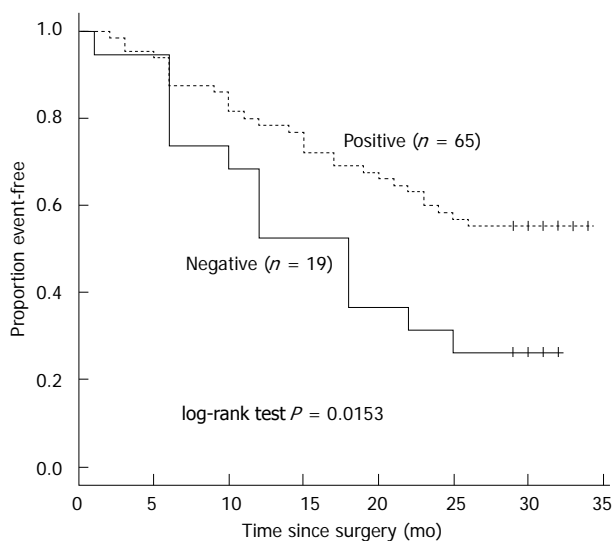 Proportion event-free
1.0
0.8
0.6
0.4
0.2
0.0
Positive (n = 65)
Negative (n = 19)
log-rank test P = 0.0153
0 5 10 15 20 25 30 35
Time since surgery (mo)